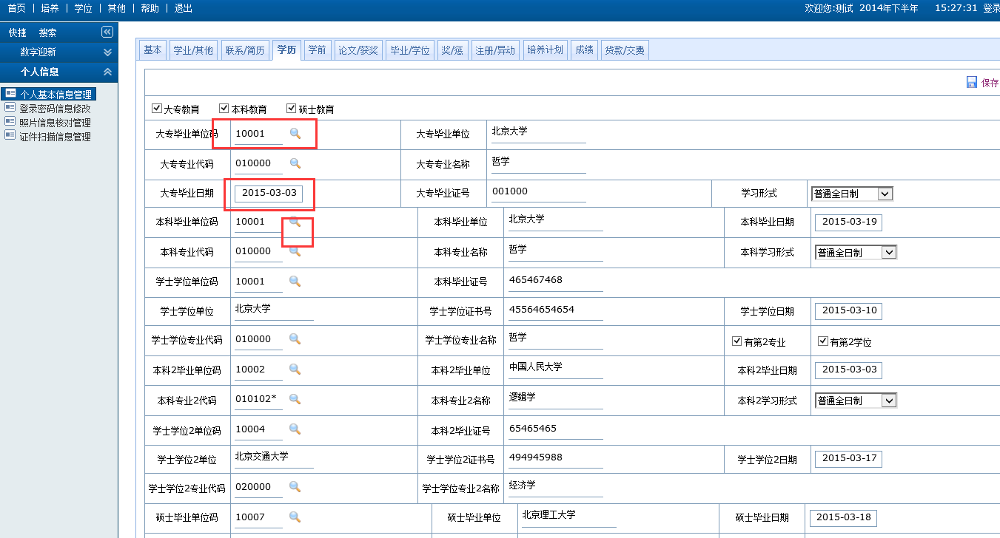 首页 | 培养 | 学位 | 其他 | 帮助 | 退出 欢迎您:测试 2014年下半年 15:27:31 登录
快捷 搜索
数字迎新
个人信息
个人基本信息管理
登录密码信息修改
照片信息核对管理
证件扫描信息管理
基本 学业/其他 联系/简历 学历 学前 论文/获奖 毕业/学位 奖/惩 注册/异动 培养计划 成绩 贷款/交费
保存
大专教育 本科教育 硕士教育
大专毕业单位码 10001 大专毕业单位 北京大学
大专专业代码 010000 大专专业名称 哲学
大专毕业日期 2015-03-03 大专毕业证号 001000 学习形式 普通全日制
本科毕业单位码 10001 本科毕业单位 北京大学 本科毕业日期 2015-03-19
本科专业代码 010000 本科专业名称 哲学 本科学习形式 普通全日制
学士学位单位码 10001 本科毕业证号 465467468
学士学位单位 北京大学 学士学位证书号 45564654654 学士学位日期 2015-03-10
学士学位专业代码 010000 学士学位专业名称 哲学 有第2专业 有第2学位
本科2毕业单位码 10002 本科2毕业单位 中国人民大学 本科2毕业日期 2015-03-03
本科专业2代码 010102* 本科专业2名称 逻辑学 本科2学习形式 普通全日制
学士学位2单位码 10004 本科2毕业证号 65465465
学士学位2单位 北京交通大学 学士学位2证书号 494945988 学士学位2日期 2015-03-17
学士学位2专业代码 020000 学士学位专业2名称 经济学
硕士毕业单位码 10007 硕士毕业单位 北京理工大学 硕士毕业日期 2015-03-18